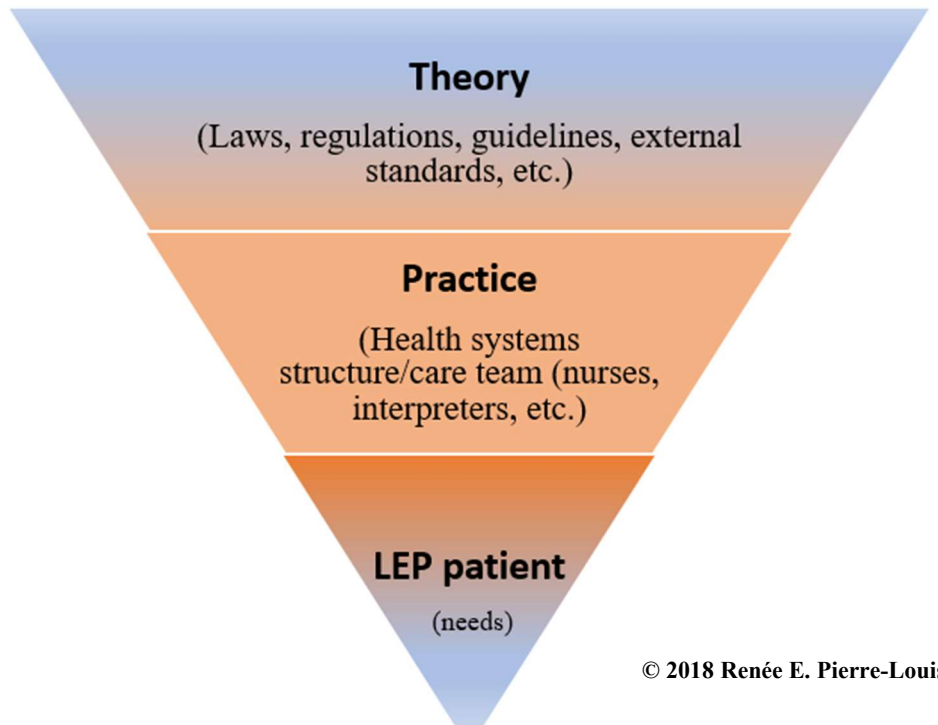 Theory
(Laws, regulations, guidelines, external
standards, etc.)
Practice
(Health systems
structure/care team (nurses,
interpreters, etc.)
LEP patient
(needs)
© 2018 Renée E. Pierre-Louis